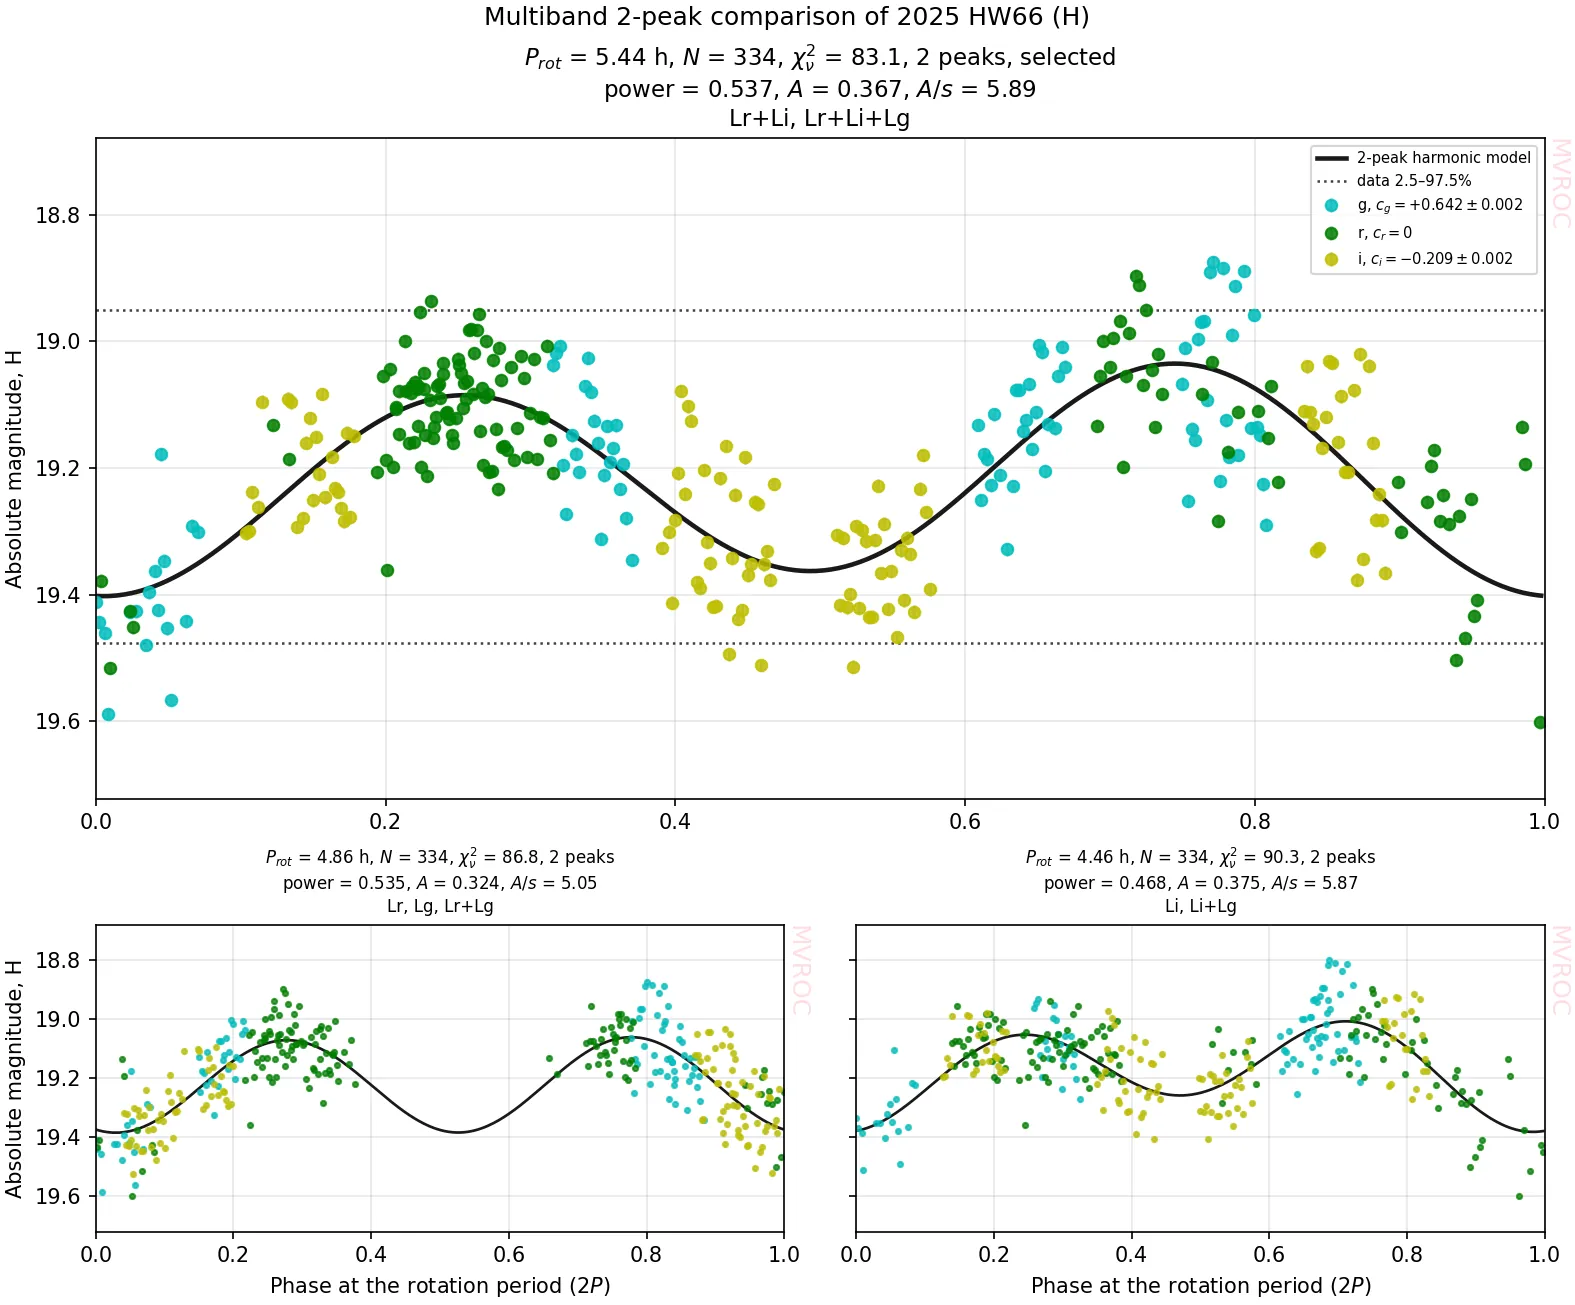 Multiband 2-peak comparison of 2025 HW66 (H)
P_rot = 5.44 h, N = 334, χ²_ν = 83.1, 2 peaks, selected
power = 0.537, A = 0.367, A/s = 5.89
Lr+Li, Lr+Li+Lg
MVROC
2-peak harmonic model
data 2.5–97.5%
g, c_g = +0.642 ± 0.002
r, c_r = 0
i, c_i = −0.209 ± 0.002
Absolute magnitude, H
18.8
19.0
19.2
19.4
19.6
0.0 0.2 0.4 0.6 0.8 1.0
P_rot = 4.86 h, N = 334, χ²_ν = 86.8, 2 peaks
power = 0.535, A = 0.324, A/s = 5.05
Lr, Lg, Lr+Lg
MVROC
Absolute magnitude, H
18.8
19.0
19.2
19.4
19.6
0.0 0.2 0.4 0.6 0.8 1.0
Phase at the rotation period (2P)
P_rot = 4.46 h, N = 334, χ²_ν = 90.3, 2 peaks
power = 0.468, A = 0.375, A/s = 5.87
Li, Li+Lg
MVROC
0.0 0.2 0.4 0.6 0.8 1.0
Phase at the rotation period (2P)